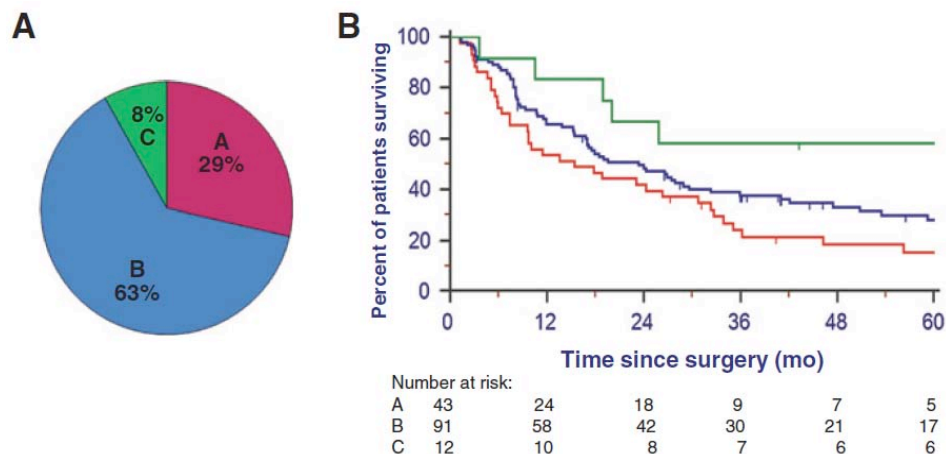 A
8%
C
A
29%
B
63%
B
Percent of patients surviving
100
80
60
40
20
0
0 12 24 36 48 60
Time since surgery (mo)
Number at risk:
A 43 24 18 9 7 5
B 91 58 42 30 21 17
C 12 10 8 7 6 6